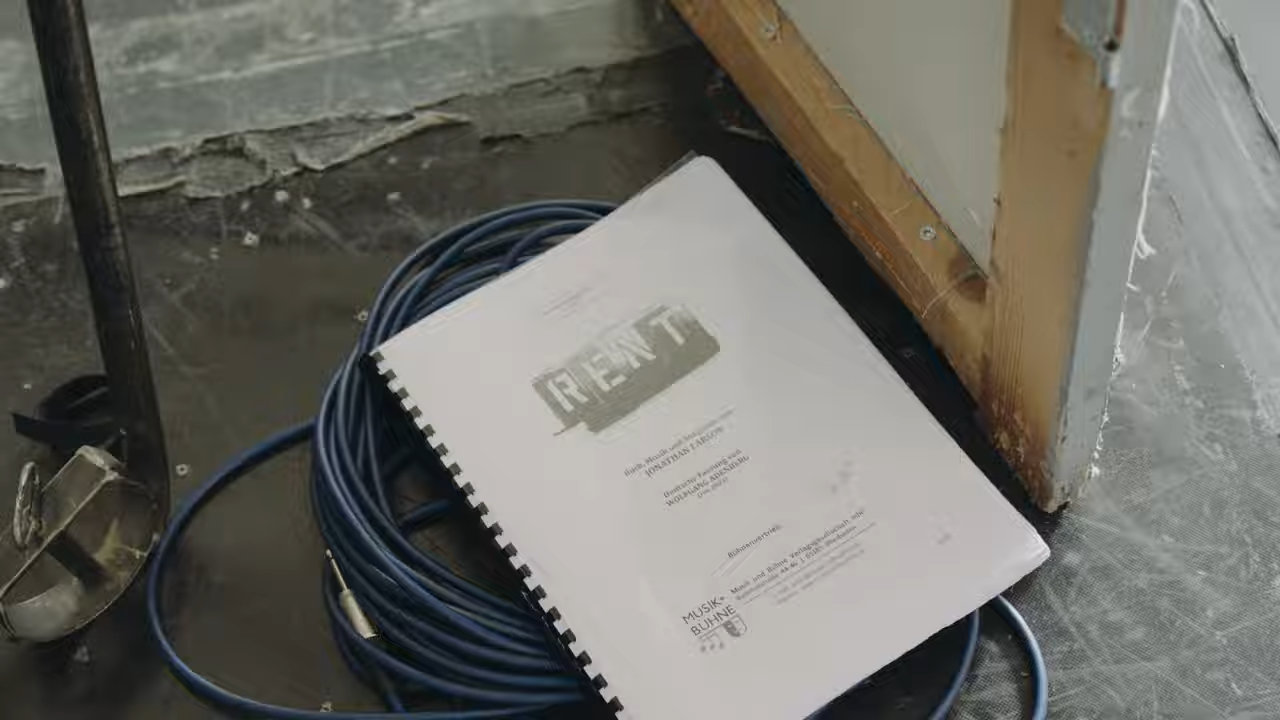 RENT
Buch, Musik und Songtexte von
JONATHAN LARSON
Deutsche Fassung von
WOLFGANG ADENBERG
Bühnenvertrieb:
Musik und Bühne Verlagsgesellschaft mbH
MUSIK
BÜHNE